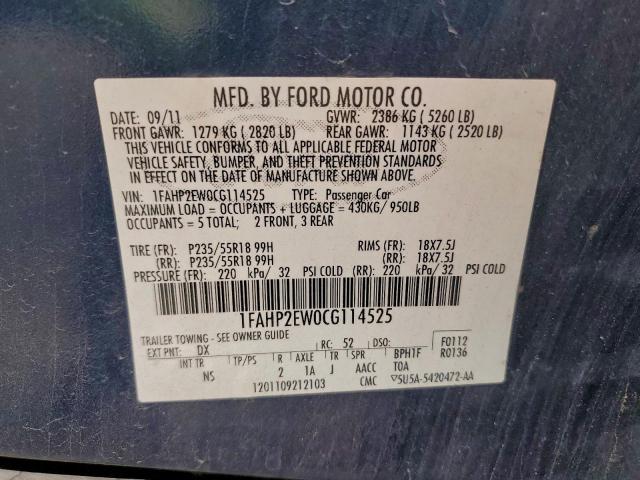 MFD. BY FORD MOTOR CO.
DATE: 09/11 GVWR: 2386 KG ( 5260 LB)
FRONT GAWR: 1279 KG ( 2820 LB) REAR GAWR: 1143 KG ( 2520 LB)
THIS VEHICLE CONFORMS TO ALL APPLICABLE FEDERAL MOTOR
VEHICLE SAFETY, BUMPER, AND THEFT PREVENTION STANDARDS
IN EFFECT ON THE DATE OF MANUFACTURE SHOWN ABOVE.
VIN: 1FAHP2EW0CG114525 TYPE: Passenger Car
MAXIMUM LOAD = OCCUPANTS + LUGGAGE = 430KG/ 950LB
OCCUPANTS = 5 TOTAL; 2 FRONT, 3 REAR
TIRE (FR): P235/55R18 99H RIMS (FR): 18X7.5J
(RR): P235/55R18 99H (RR): 18X7.5J
PRESSURE (FR): 220 kPa/ 32 PSI COLD (RR): 220 kPa/ 32 PSI COLD
1FAHP2EW0CG114525
TRAILER TOWING - SEE OWNER GUIDE
EXT PNT: DX RC: 52 DSO: F0112
INT TR TP/PS R AXLE TR SPR BPH1F R0136
NS 2 1A J AACC TOA
1201109212103 CMC ▽5U5A-5420472-AA